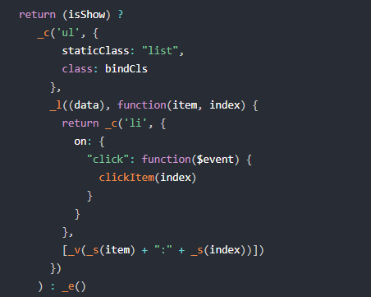 return (isShow) ?
_c('ul', {
staticClass: "list",
class: bindCls
},
_l((data), function(item, index) {
return _c('li', {
on: {
"click": function($event) {
clickItem(index)
}
}
},
[_v(_s(item) + ":" + _s(index))])
})
) : _e()